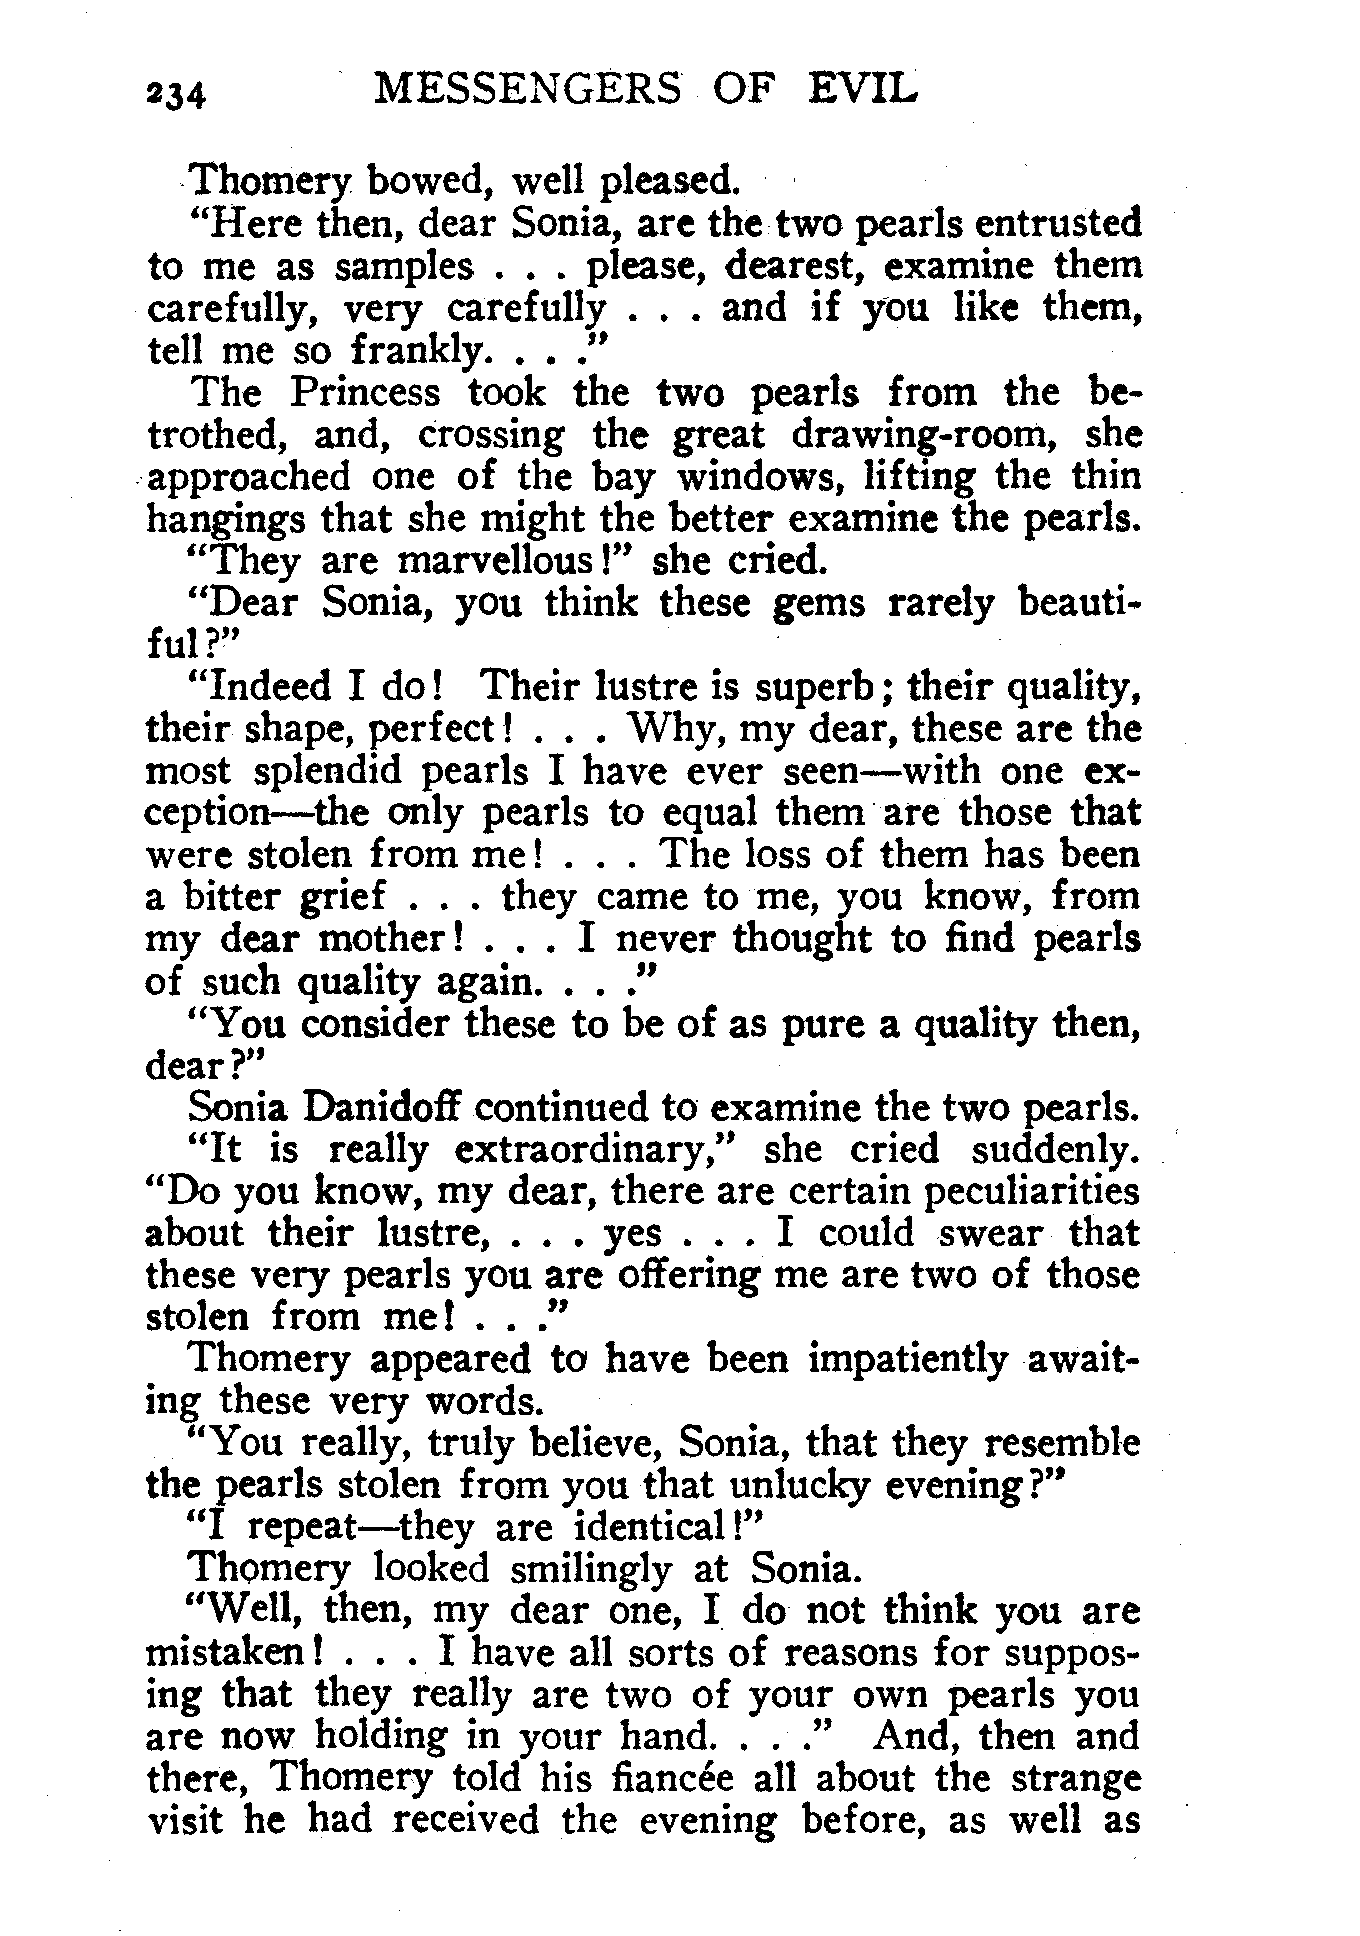 234 MESSENGERS OF EVIL
Thomery bowed, well pleased.
“Here then, dear Sonia, are the two pearls entrusted
to me as samples . . . please, dearest, examine them
carefully, very carefully . . . and if you like them,
tell me so frankly. . . .”
The Princess took the two pearls from the be-
trothed, and, crossing the great drawing-room, she
approached one of the bay windows, lifting the thin
hangings that she might the better examine the pearls.
“They are marvellous!” she cried.
“Dear Sonia, you think these gems rarely beauti-
ful?”
“Indeed I do! Their lustre is superb; their quality,
their shape, perfect! . . . Why, my dear, these are the
most splendid pearls I have ever seen—with one ex-
ception—the only pearls to equal them are those that
were stolen from me! . . . The loss of them has been
a bitter grief . . . they came to me, you know, from
my dear mother! . . . I never thought to find pearls
of such quality again. . . .”
“You consider these to be of as pure a quality then,
dear?”
Sonia Danidoff continued to examine the two pearls.
“It is really extraordinary,” she cried suddenly.
“Do you know, my dear, there are certain peculiarities
about their lustre, . . . yes . . . I could swear that
these very pearls you are offering me are two of those
stolen from me! . . .”
Thomery appeared to have been impatiently await-
ing these very words.
“You really, truly believe, Sonia, that they resemble
the pearls stolen from you that unlucky evening?”
“I repeat—they are identical!”
Thomery looked smilingly at Sonia.
“Well, then, my dear one, I do not think you are
mistaken! . . . I have all sorts of reasons for suppos-
ing that they really are two of your own pearls you
are now holding in your hand. . . .” And, then and
there, Thomery told his fiancée all about the strange
visit he had received the evening before, as well as